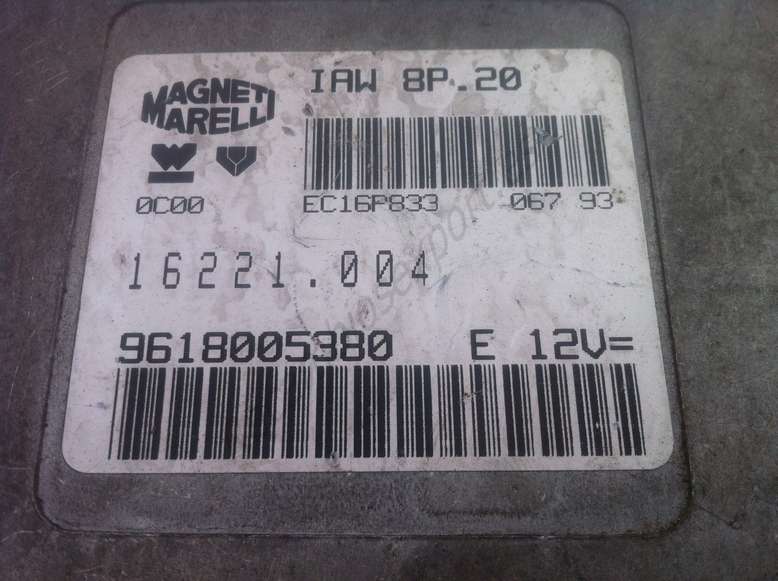 MAGNETI
MARELLI
IAW 8P.20
0C00 EC16P833 067 93
16221.004
9618005380 E 12V=